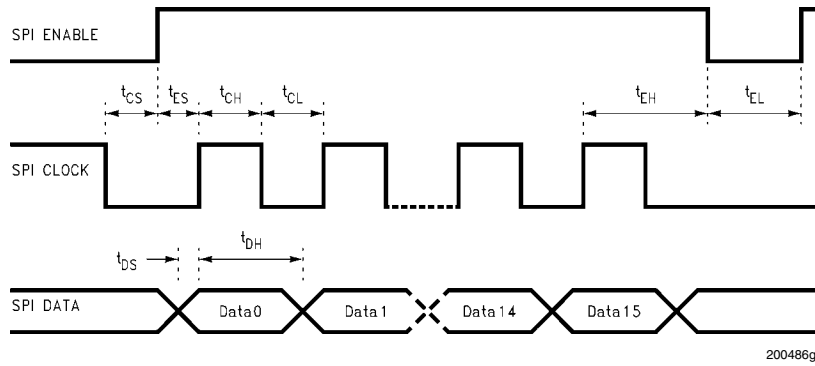 SPI ENABLE
tCS tES tCH tCL tEH tEL
SPI CLOCK
tDS tDH
SPI DATA Data0 Data1 Data14 Data15
200486g